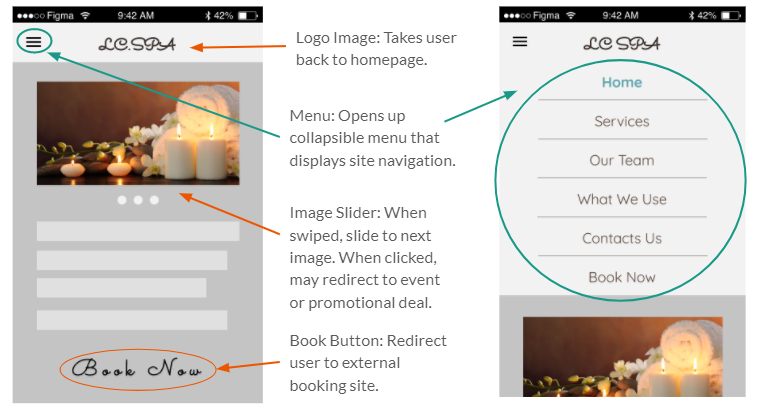 ●●●○○ Figma 9:42 AM 42%
LC.SPA
Logo Image: Takes user
back to homepage.
Menu: Opens up
collapsible menu that
displays site navigation.
Image Slider: When
swiped, slide to next
image. When clicked,
may redirect to event
or promotional deal.
Book Button: Redirect
user to external
booking site.
Book Now
●●●○○ Figma 9:42 AM 42%
LC SPA
Home
Services
Our Team
What We Use
Contacts Us
Book Now